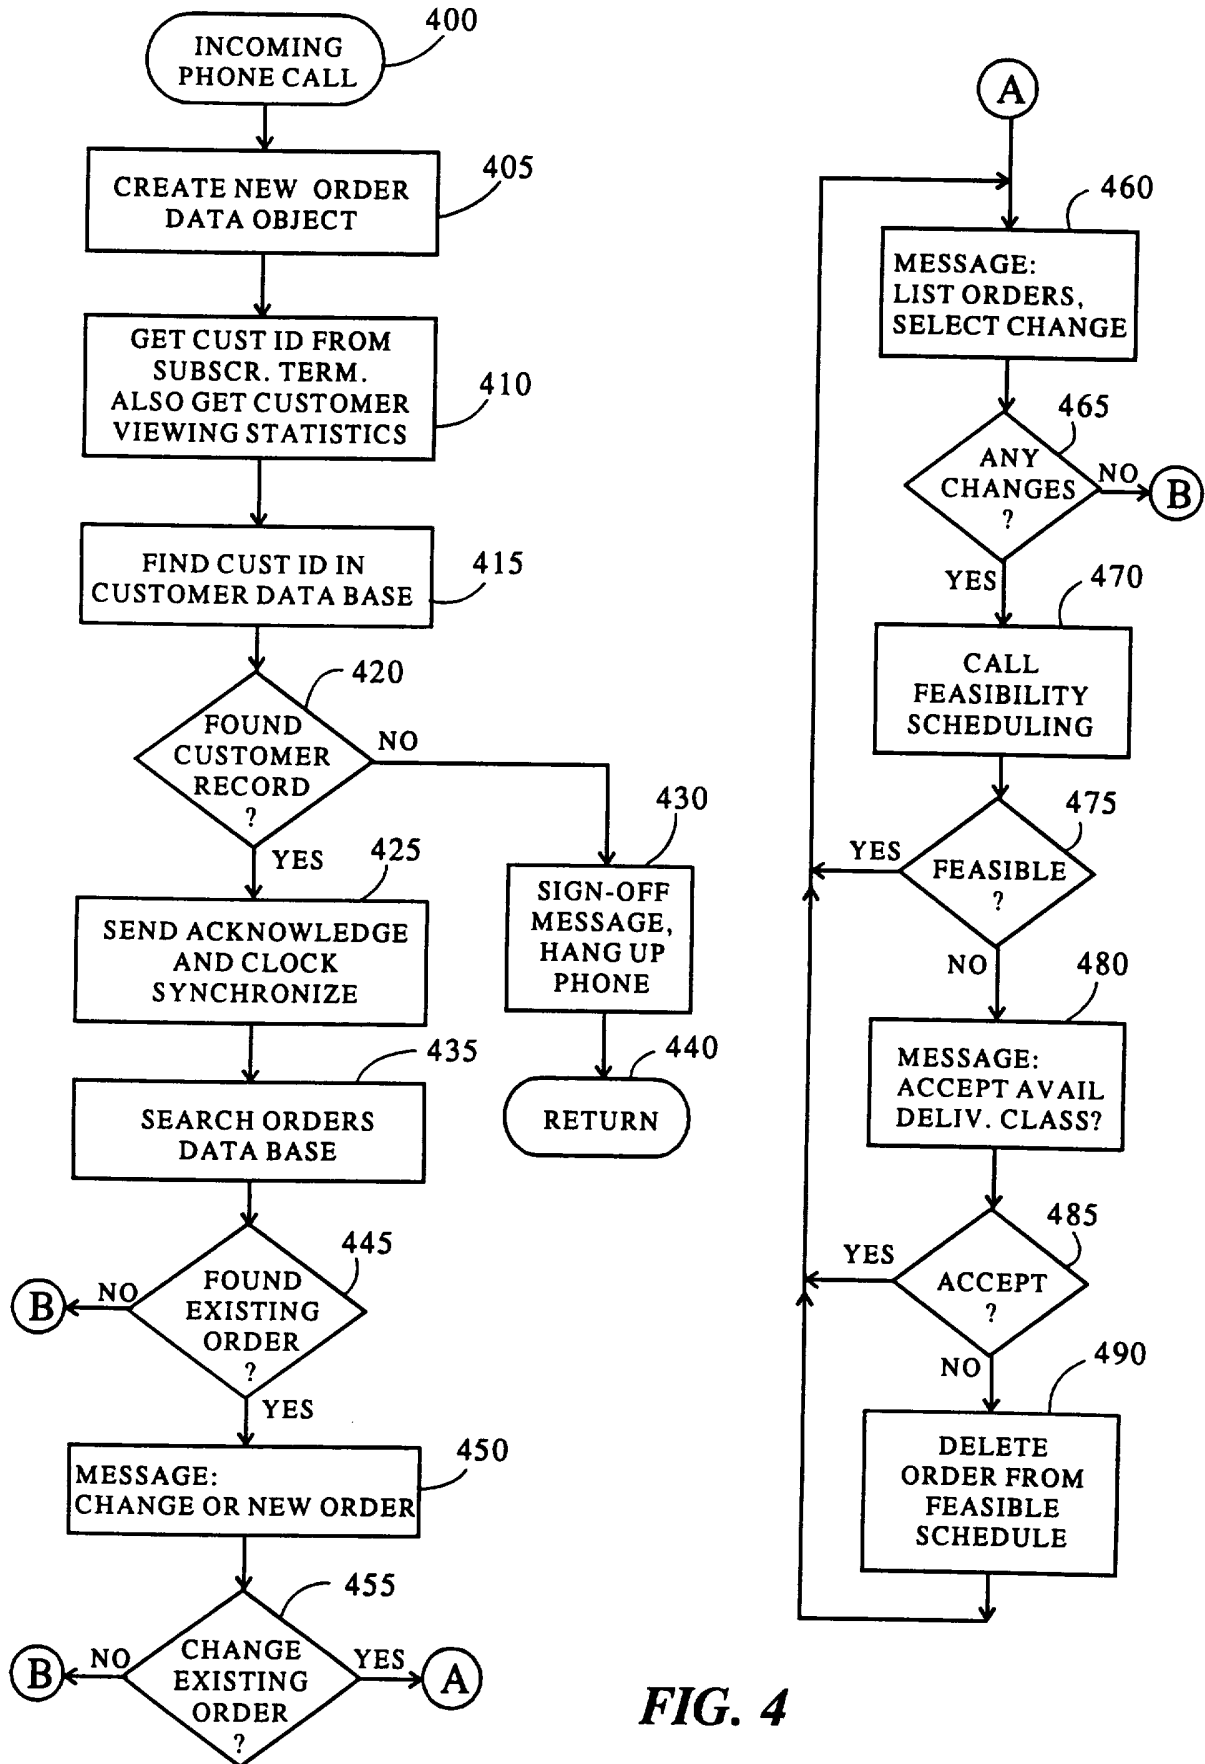 400
INCOMING
PHONE CALL
405
CREATE NEW ORDER
DATA OBJECT
GET CUST ID FROM
SUBSCR. TERM.
ALSO GET CUSTOMER
VIEWING STATISTICS
410
FIND CUST ID IN
CUSTOMER DATA BASE
415
420
FOUND
CUSTOMER
RECORD
?
NO
YES
425
SEND ACKNOWLEDGE
AND CLOCK
SYNCHRONIZE
430
SIGN-OFF
MESSAGE,
HANG UP
PHONE
435
SEARCH ORDERS
DATA BASE
440
RETURN
445
FOUND
EXISTING
ORDER
?
NO
B
YES
450
MESSAGE:
CHANGE OR NEW ORDER
455
CHANGE
EXISTING
ORDER
?
NO
B
YES
A
A
460
MESSAGE:
LIST ORDERS,
SELECT CHANGE
465
ANY
CHANGES
?
NO
B
YES
470
CALL
FEASIBILITY
SCHEDULING
475
FEASIBLE
?
YES
NO
480
MESSAGE:
ACCEPT AVAIL
DELIV. CLASS?
485
ACCEPT
?
YES
NO
490
DELETE
ORDER FROM
FEASIBLE
SCHEDULE
FIG. 4